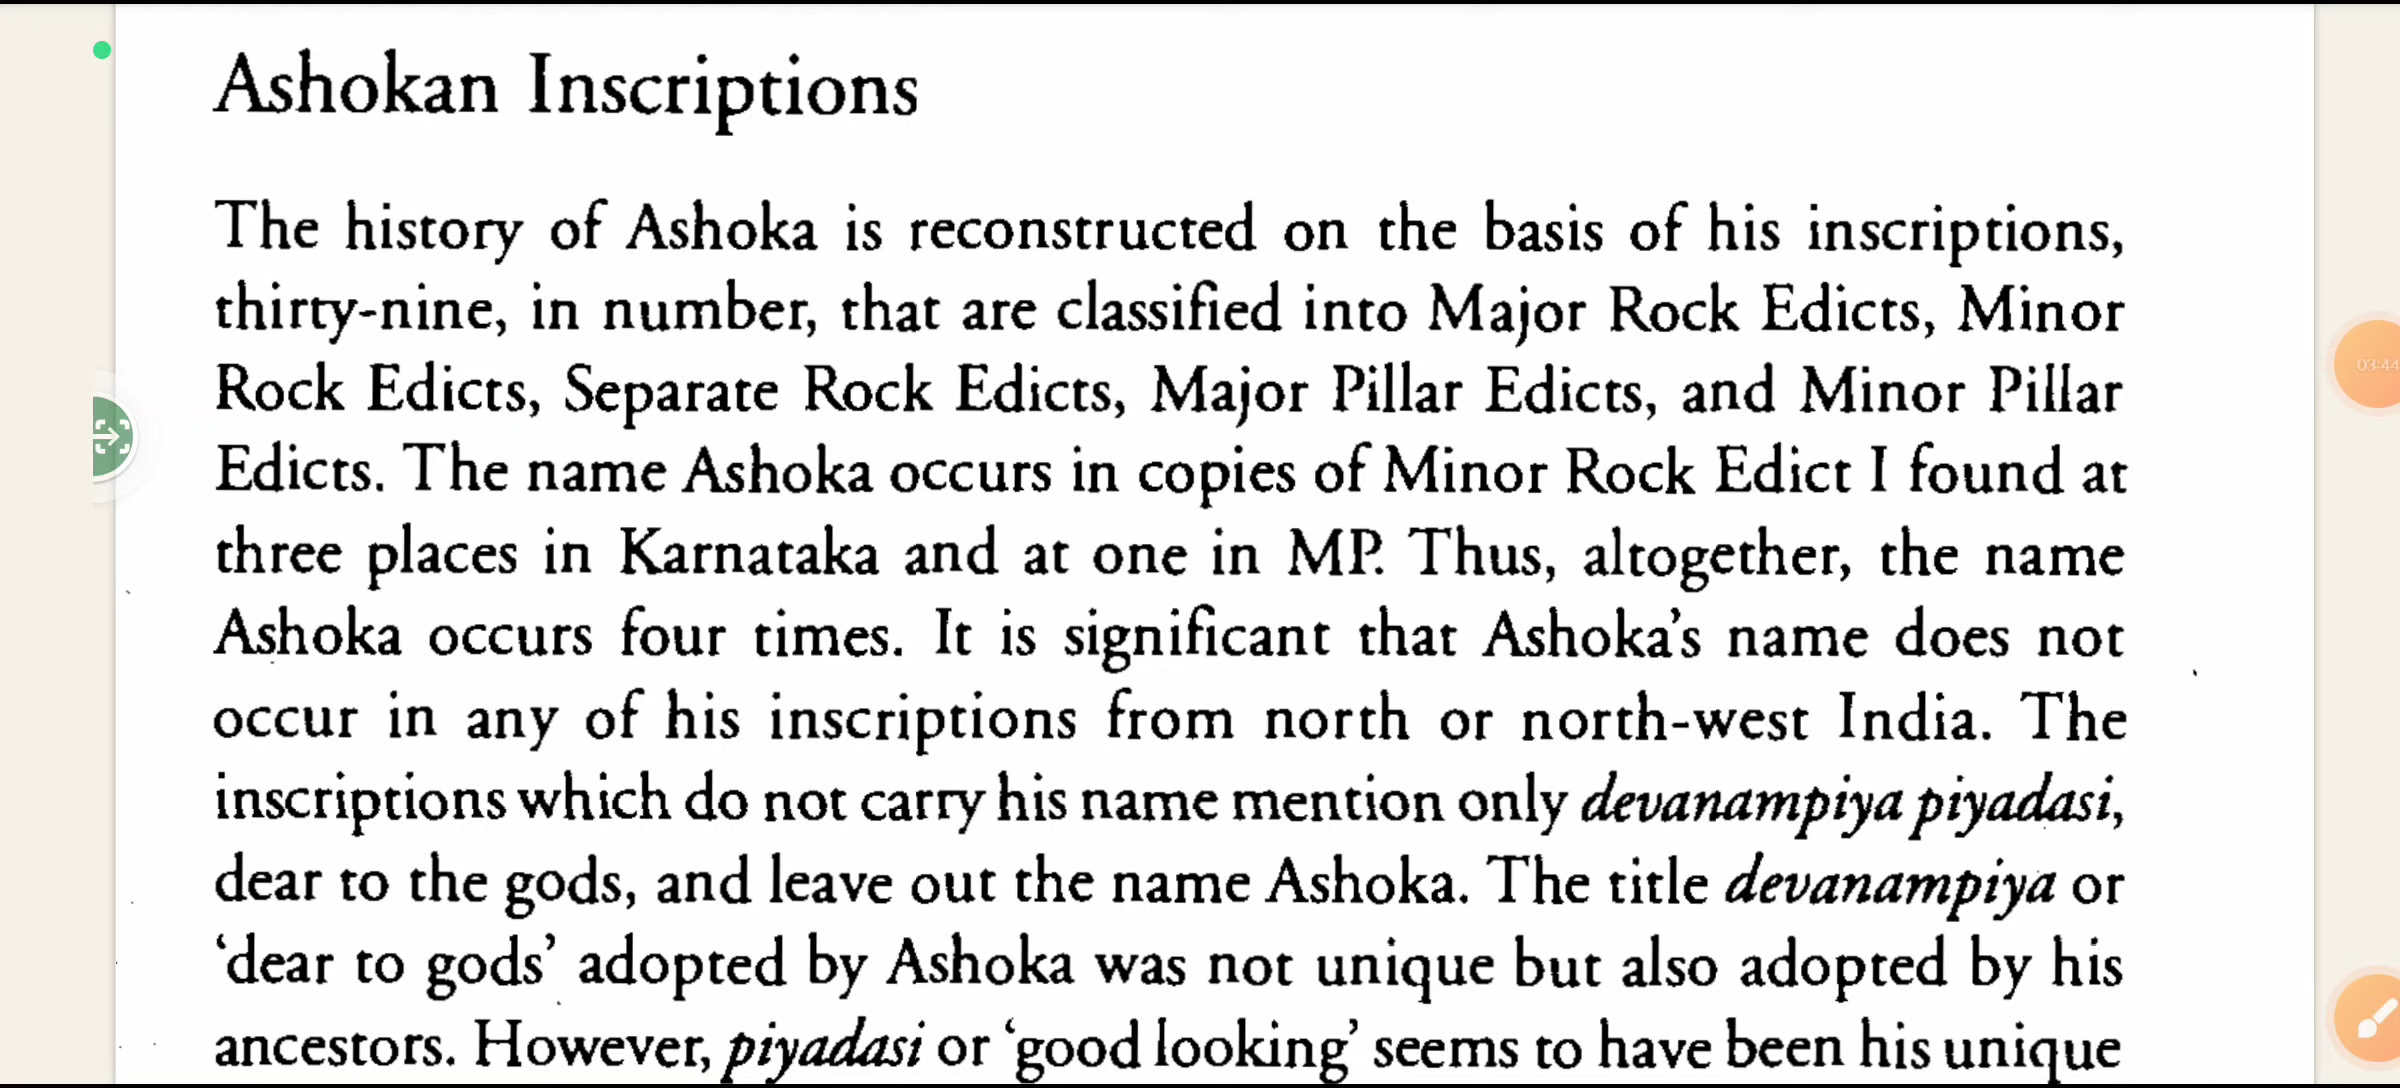 Ashokan Inscriptions
The history of Ashoka is reconstructed on the basis of his inscriptions,
thirty-nine, in number, that are classified into Major Rock Edicts, Minor
Rock Edicts, Separate Rock Edicts, Major Pillar Edicts, and Minor Pillar
Edicts. The name Ashoka occurs in copies of Minor Rock Edict I found at
three places in Karnataka and at one in MP. Thus, altogether, the name
Ashoka occurs four times. It is significant that Ashoka's name does not
occur in any of his inscriptions from north or north-west India. The
inscriptions which do not carry his name mention only devanampiya piyadasi,
dear to the gods, and leave out the name Ashoka. The title devanampiya or
‘dear to gods’ adopted by Ashoka was not unique but also adopted by his
ancestors. However, piyadasi or ‘good looking’ seems to have been his unique
03:44